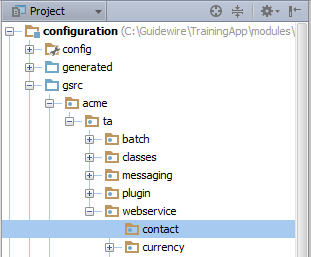 Project
configuration (C:\Guidewire\TrainingApp\modules\
config
generated
gsrc
acme
ta
batch
classes
messaging
plugin
webservice
contact
currency